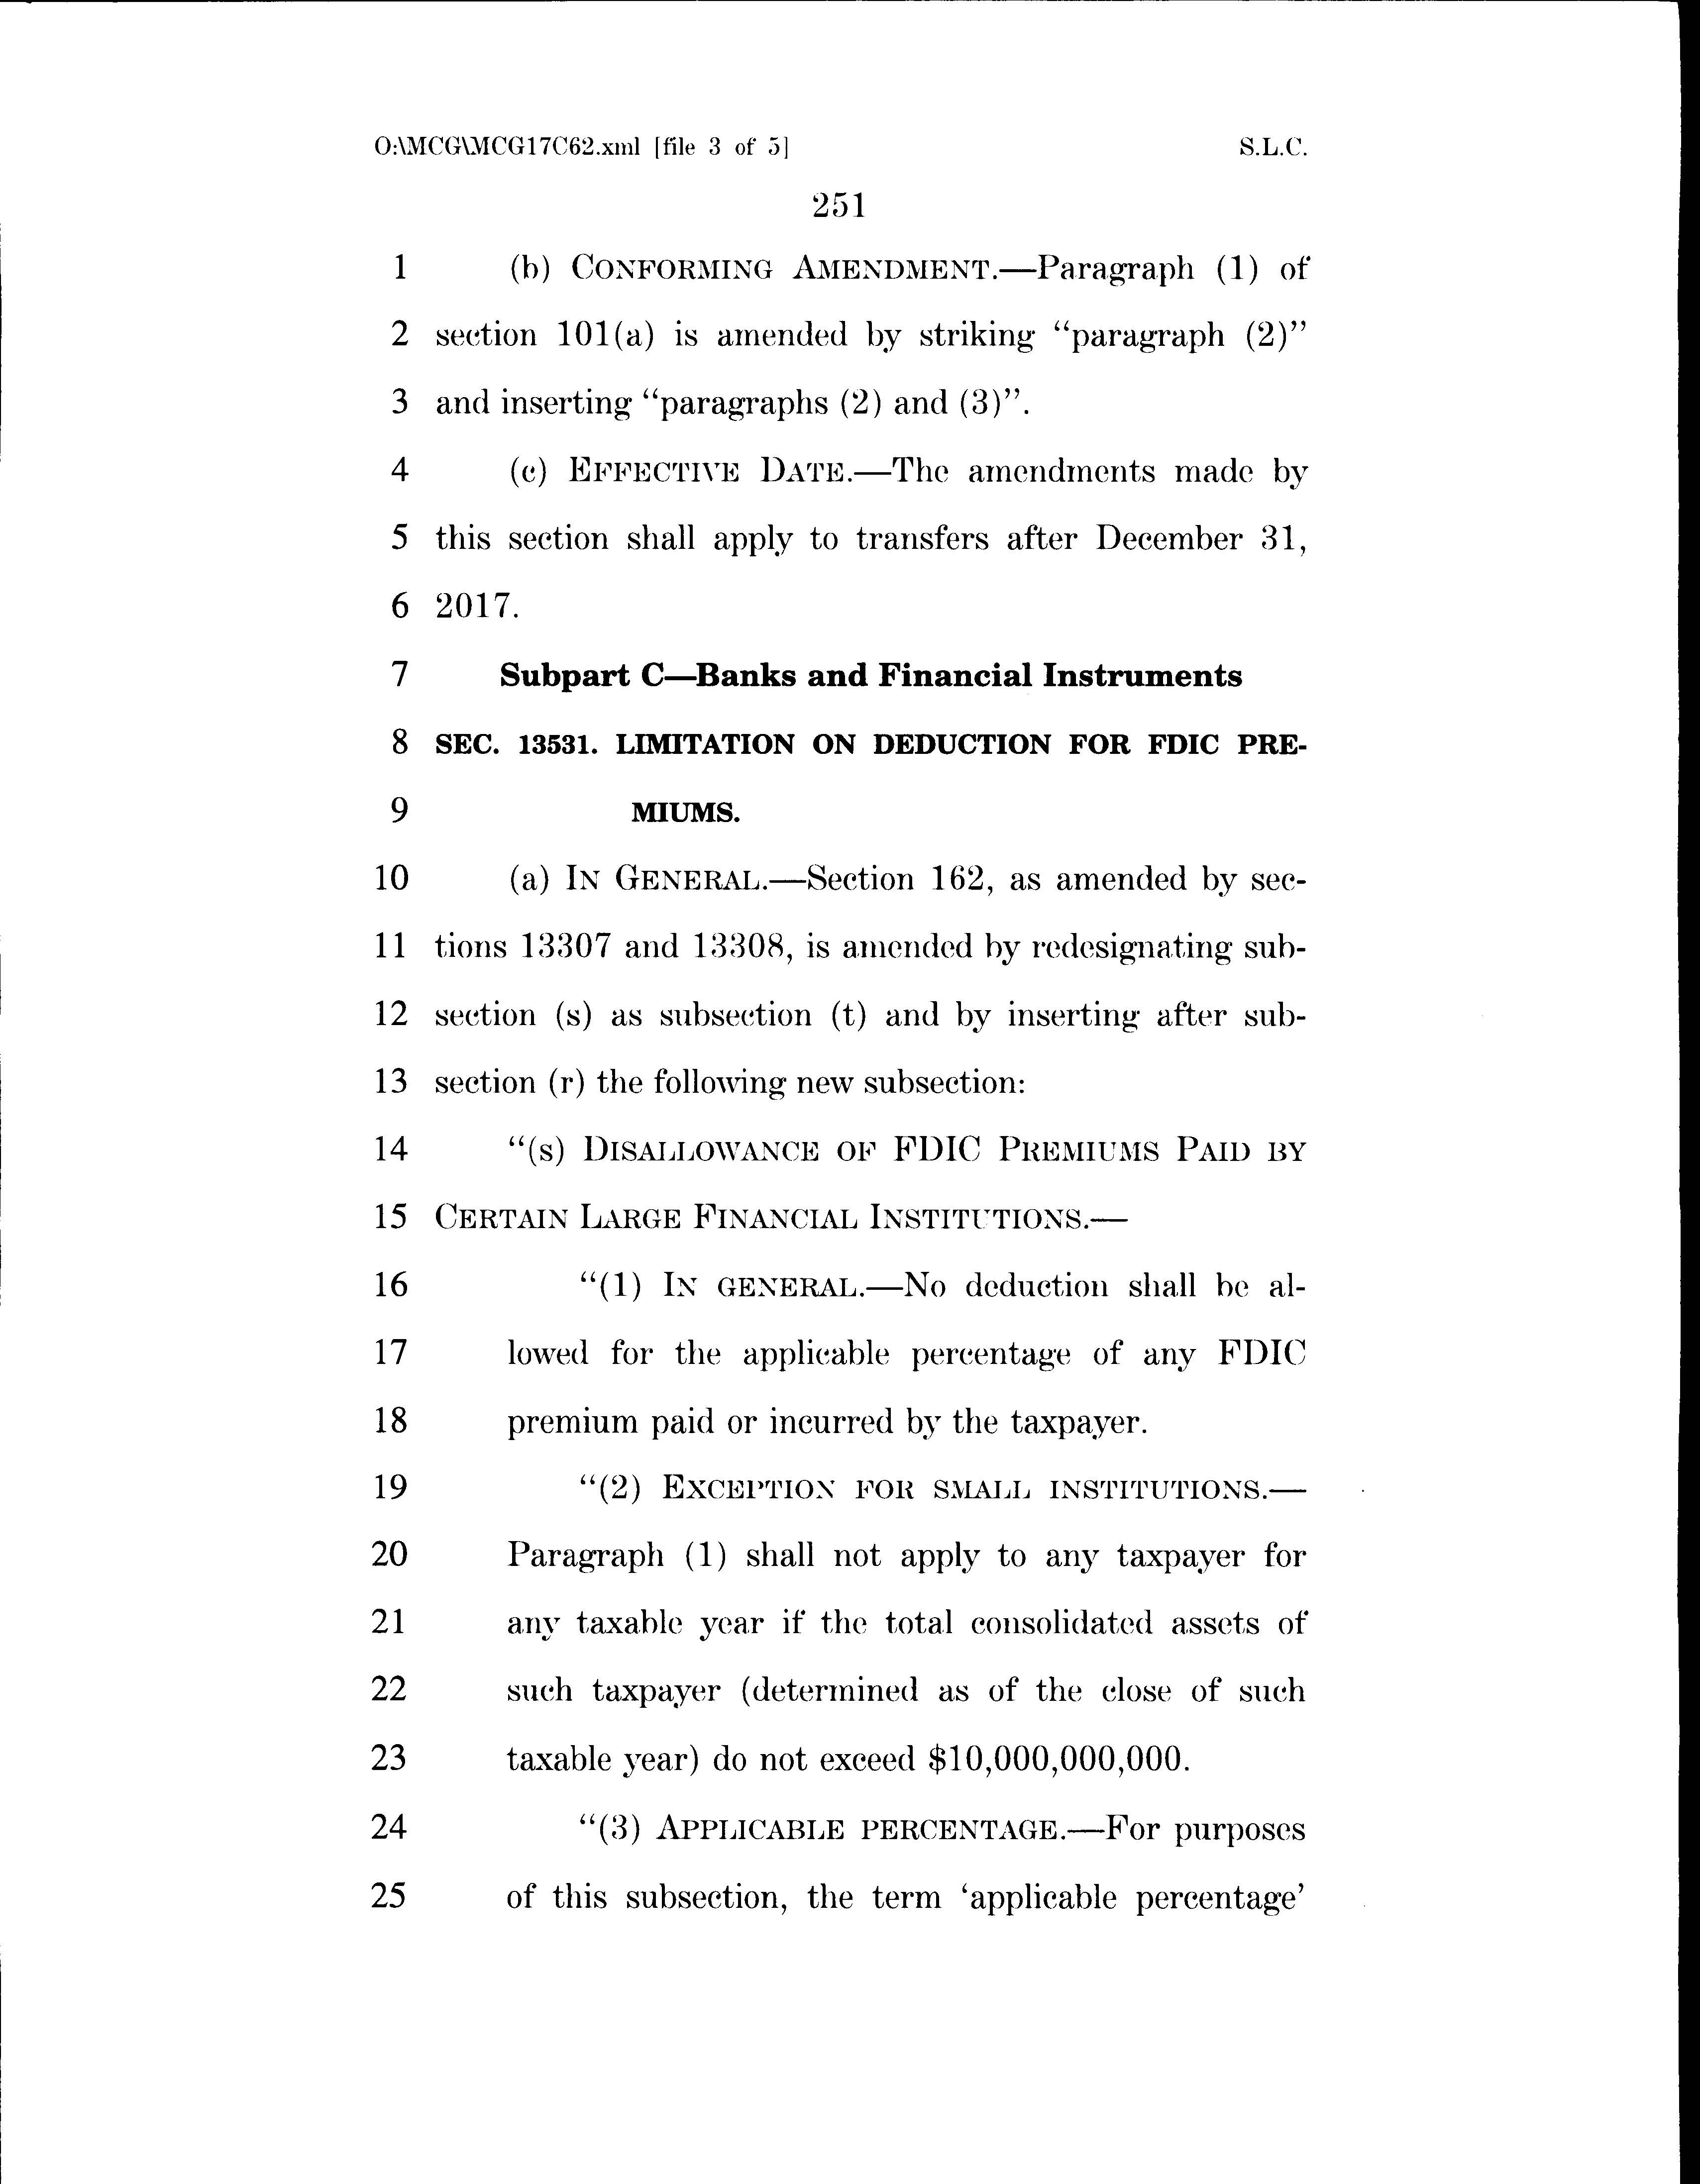 O:\MCG\MCG17C62.xml [file 3 of 5] S.L.C.
251
1 (b) CONFORMING AMENDMENT.—Paragraph (1) of
2 section 101(a) is amended by striking “paragraph (2)”
3 and inserting “paragraphs (2) and (3)”.
4 (c) EFFECTIVE DATE.—The amendments made by
5 this section shall apply to transfers after December 31,
6 2017.
7 Subpart C—Banks and Financial Instruments
8 SEC. 13531. LIMITATION ON DEDUCTION FOR FDIC PRE-
9 MIUMS.
10 (a) IN GENERAL.—Section 162, as amended by sec-
11 tions 13307 and 13308, is amended by redesignating sub-
12 section (s) as subsection (t) and by inserting after sub-
13 section (r) the following new subsection:
14 “(s) DISALLOWANCE OF FDIC PREMIUMS PAID BY
15 CERTAIN LARGE FINANCIAL INSTITUTIONS.—
16 “(1) IN GENERAL.—No deduction shall be al-
17 lowed for the applicable percentage of any FDIC
18 premium paid or incurred by the taxpayer.
19 “(2) EXCEPTION FOR SMALL INSTITUTIONS.—
20 Paragraph (1) shall not apply to any taxpayer for
21 any taxable year if the total consolidated assets of
22 such taxpayer (determined as of the close of such
23 taxable year) do not exceed $10,000,000,000.
24 “(3) APPLICABLE PERCENTAGE.—For purposes
25 of this subsection, the term ‘applicable percentage’